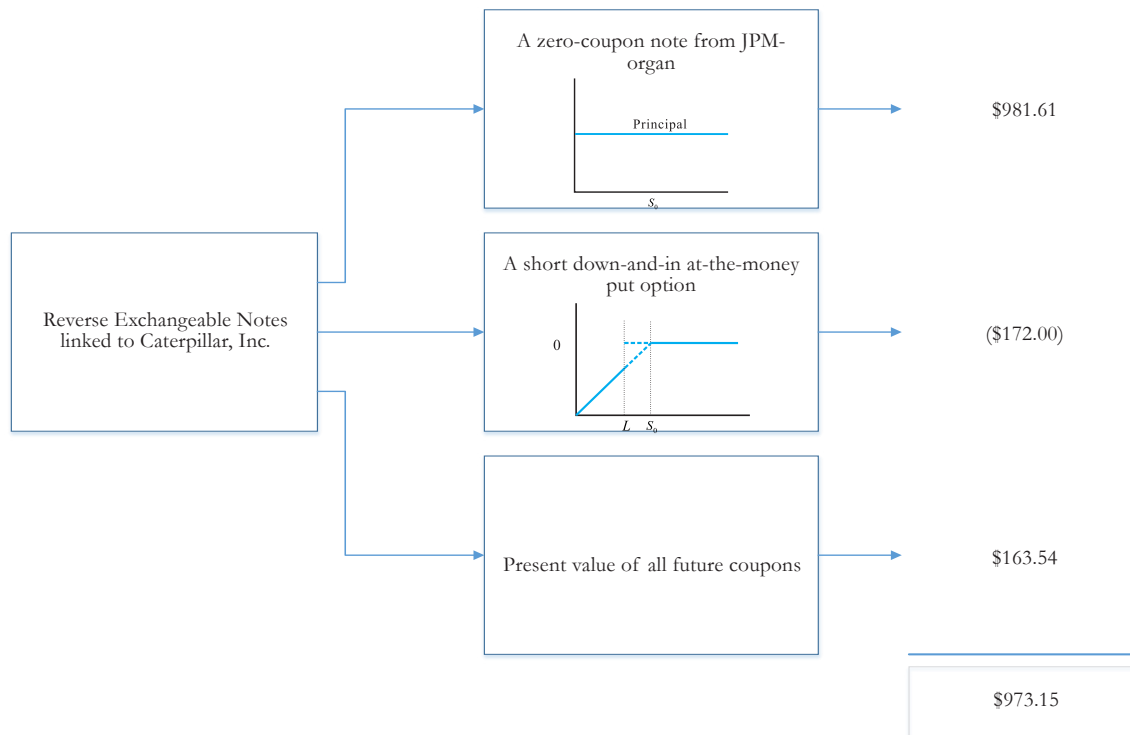 A zero-coupon note from JPM-
organ
Principal
S₀
$981.61
Reverse Exchangeable Notes
linked to Caterpillar, Inc.
A short down-and-in at-the-money
put option
0
L S₀
($172.00)
Present value of all future coupons
$163.54
$973.15